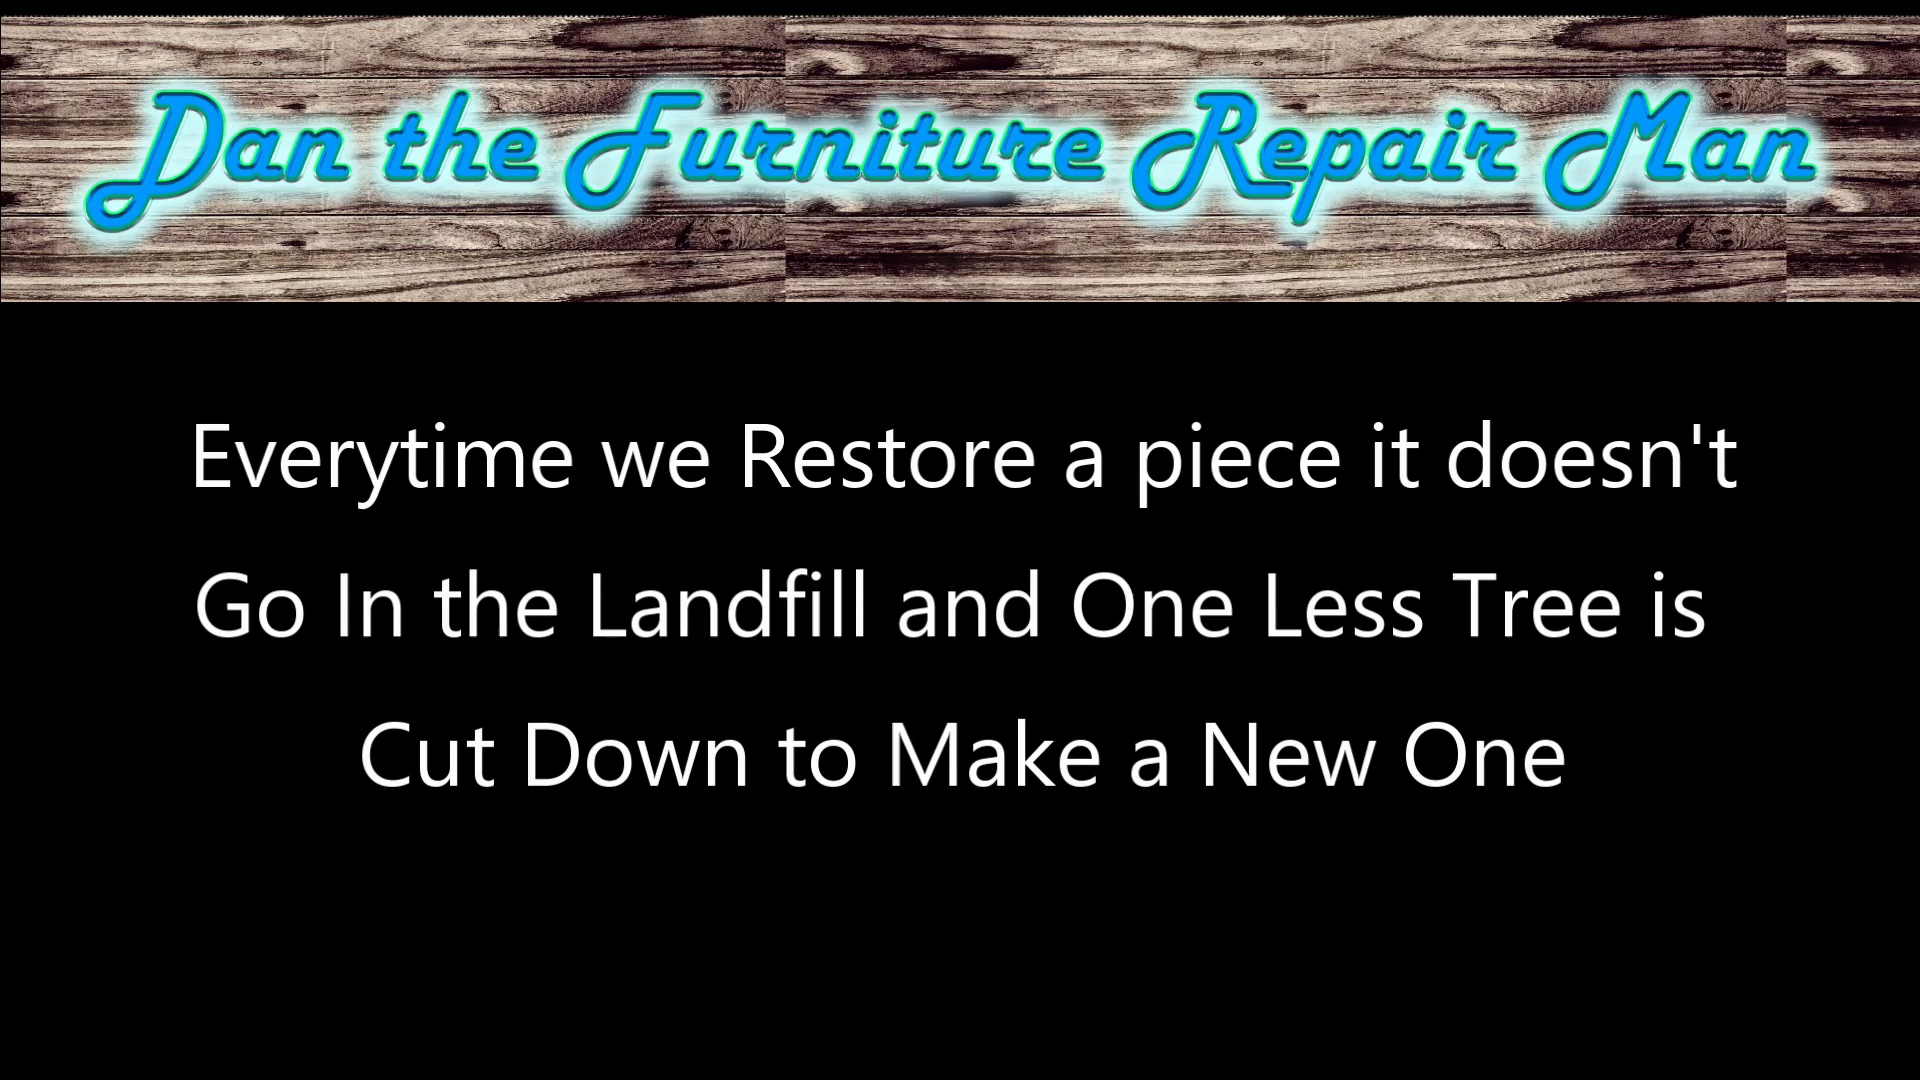 Dan the Furniture Repair Man
Everytime we Restore a piece it doesn't
Go In the Landfill and One Less Tree is
Cut Down to Make a New One